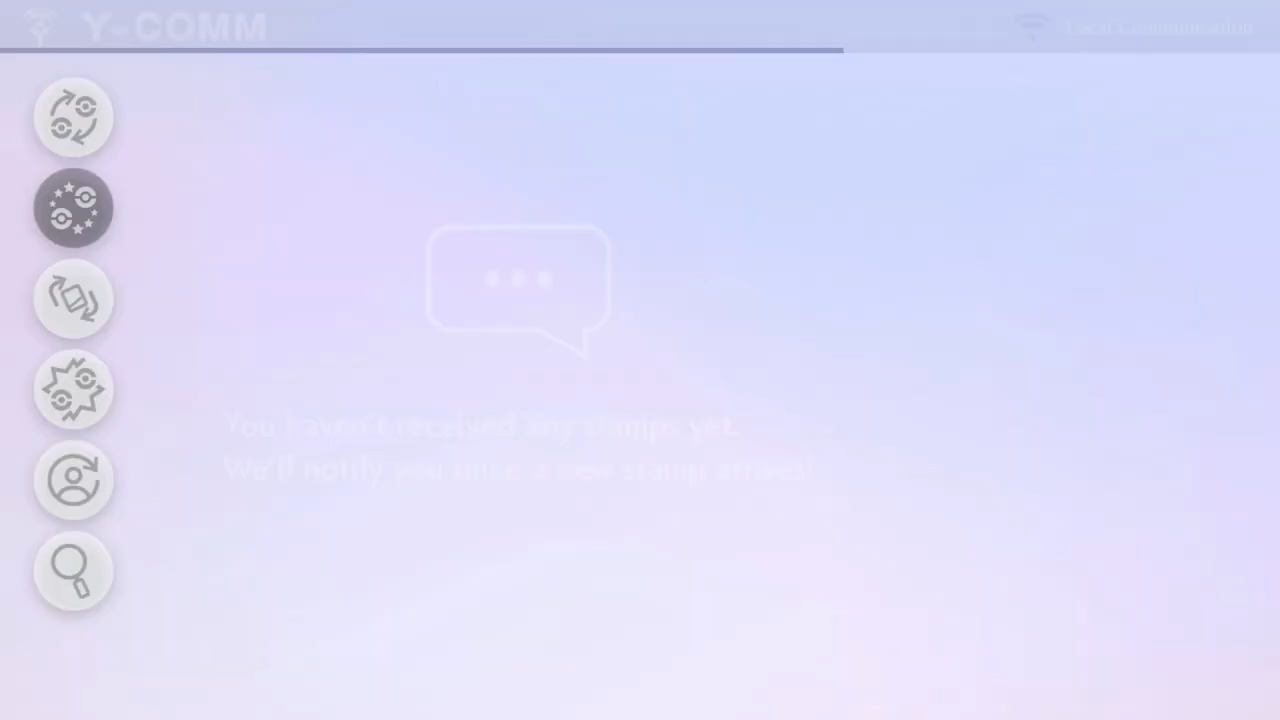 Y-COMM
Local Communication
You haven't received any stamps yet.
We'll notify you once a new stamp arrives!